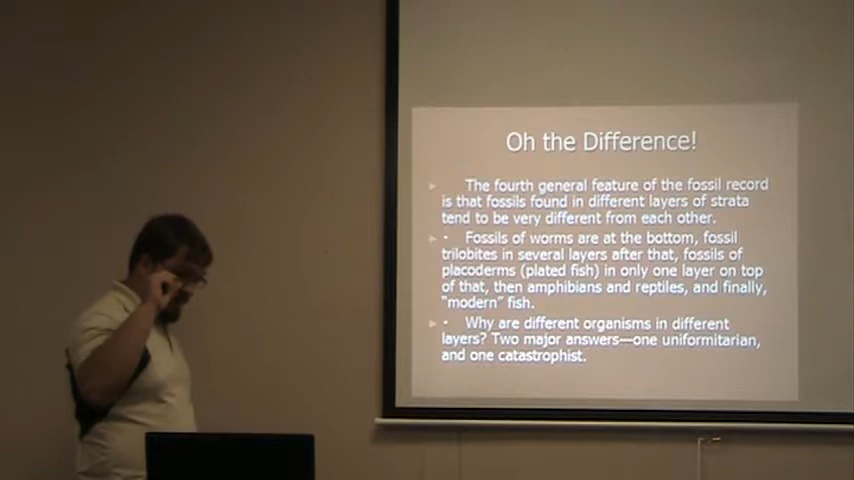 Oh the Difference!
The fourth general feature of the fossil record
is that fossils found in different layers of strata
tend to be very different from each other.
· Fossils of worms are at the bottom, fossil
trilobites in several layers after that, fossils of
placoderms (plated fish) in only one layer on top
of that, then amphibians and reptiles, and finally,
"modern" fish.
· Why are different organisms in different
layers? Two major answers—one uniformitarian,
and one catastrophist.